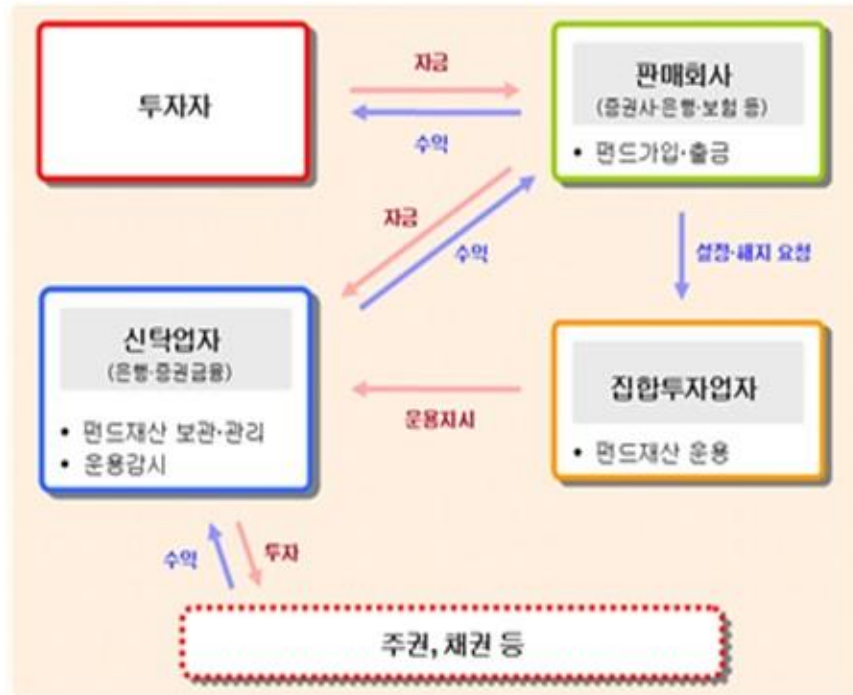 투자자
자금
수익
판매회사
(증권사·은행·보험 등)
• 펀드가입·출금
자금
수익
설정·해지 요청
신탁업자
(은행·증권금융)
• 펀드재산 보관·관리
• 운용감시
운용지시
집합투자업자
• 펀드재산 운용
수익
투자
주권, 채권 등